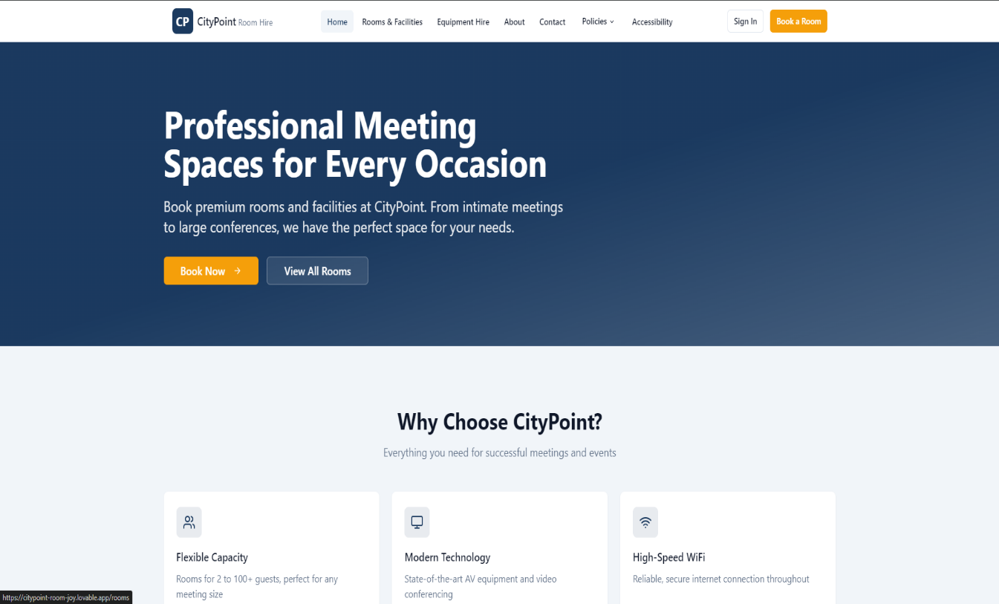 CP CityPoint Room Hire Home Rooms & Facilities Equipment Hire About Contact Policies Accessibility Sign In Book a Room
Professional Meeting
Spaces for Every Occasion
Book premium rooms and facilities at CityPoint. From intimate meetings
to large conferences, we have the perfect space for your needs.
Book Now → View All Rooms
Why Choose CityPoint?
Everything you need for successful meetings and events
Flexible Capacity
Rooms for 2 to 100+ guests, perfect for any
meeting size
Modern Technology
State-of-the-art AV equipment and video
conferencing
High-Speed WiFi
Reliable, secure internet connection throughout
https://citypoint-room-joy.lovable.app/rooms